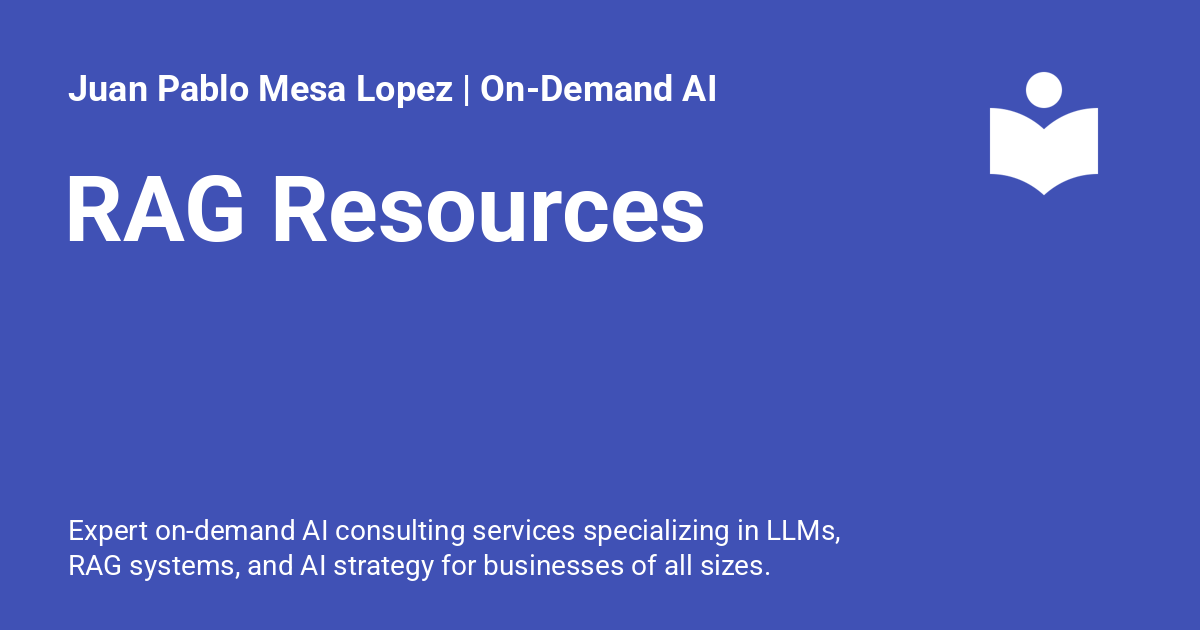 Juan Pablo Mesa Lopez | On-Demand AI
RAG Resources
Expert on-demand AI consulting services specializing in LLMs,
RAG systems, and AI strategy for businesses of all sizes.